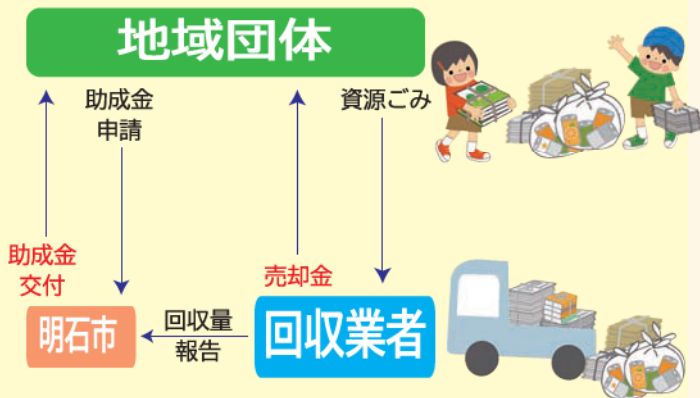 地域団体
助成金
申請
資源ごみ
助成金
交付
売却金
明石市
回収量
報告
回収業者